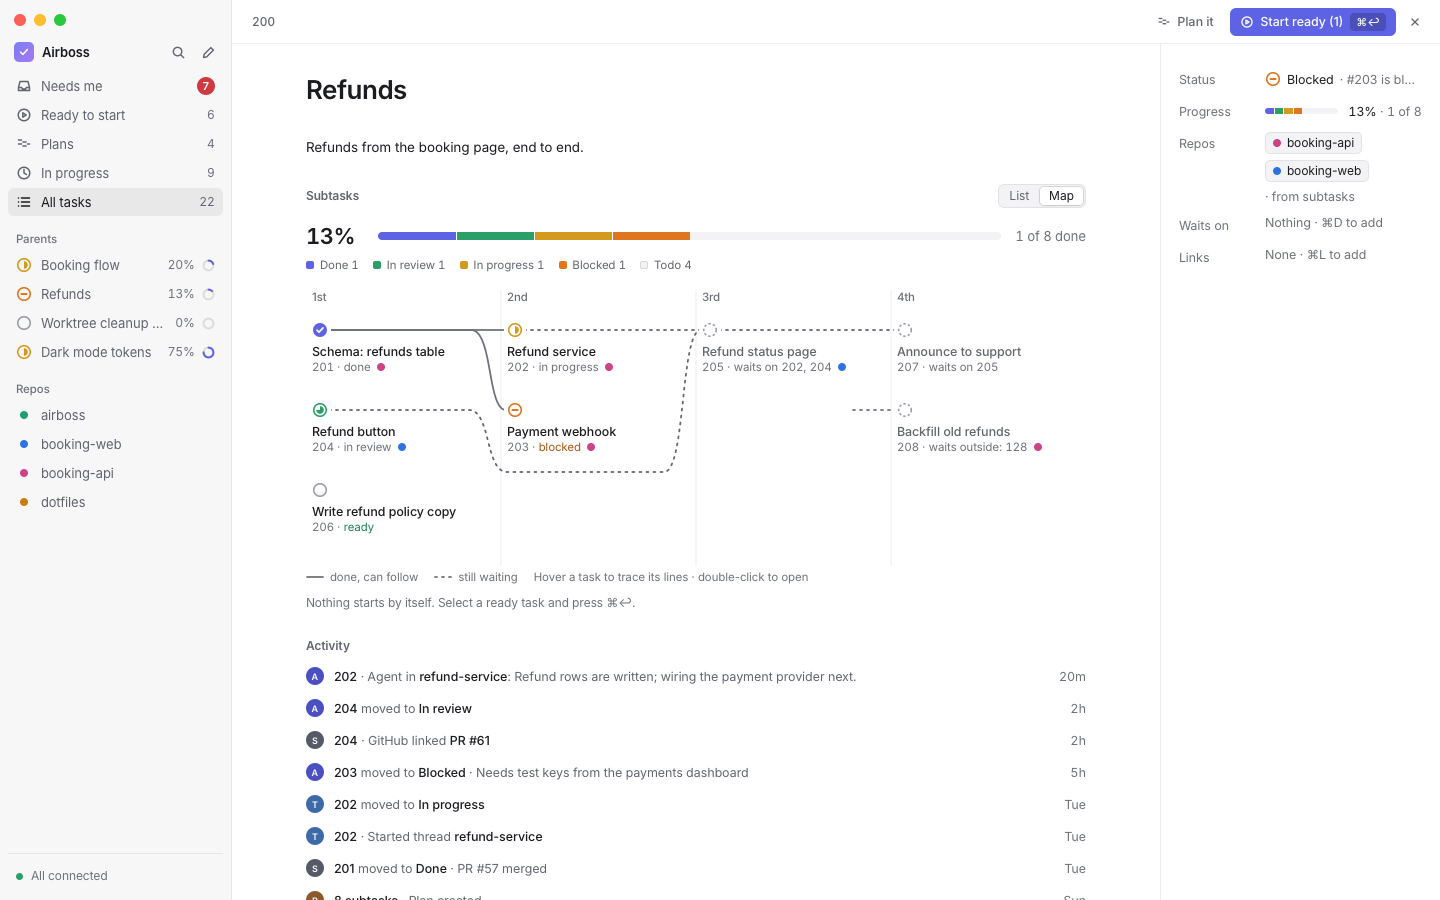 200
Plan it
Start ready (1) ⌘↩
Airboss
Needs me 7
Ready to start 6
Plans 4
In progress 9
All tasks 22
Parents
Booking flow 20%
Refunds 13%
Worktree cleanup ... 0%
Dark mode tokens 75%
Repos
airboss
booking-web
booking-api
dotfiles
All connected
Refunds
Refunds from the booking page, end to end.
Subtasks
List Map
13% 1 of 8 done
Done 1 In review 1 In progress 1 Blocked 1 Todo 4
1st 2nd 3rd 4th
Schema: refunds table
201 · done
Refund service
202 · in progress
Refund status page
205 · waits on 202, 204
Announce to support
207 · waits on 205
Refund button
204 · in review
Payment webhook
203 · blocked
Backfill old refunds
208 · waits outside: 128
Write refund policy copy
206 · ready
done, can follow still waiting Hover a task to trace its lines · double-click to open
Nothing starts by itself. Select a ready task and press ⌘↩.
Activity
A 202 · Agent in refund-service: Refund rows are written; wiring the payment provider next. 20m
A 204 moved to In review 2h
S 204 · GitHub linked PR #61 2h
A 203 moved to Blocked · Needs test keys from the payments dashboard 5h
T 202 moved to In progress Tue
T 202 · Started thread refund-service Tue
S 201 moved to Done · PR #57 merged Tue
8 subtasks · Plan created Sun
Status Blocked · #203 is bl...
Progress 13% · 1 of 8
Repos booking-api
booking-web
· from subtasks
Waits on Nothing · ⌘D to add
Links None · ⌘L to add